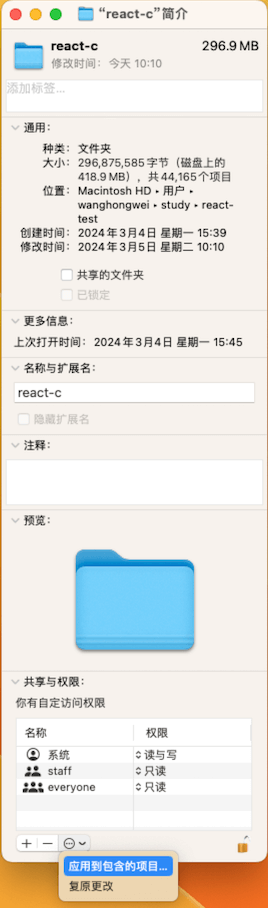 “react-c”简介
react-c
296.9 MB
修改时间：今天 10:10
添加标签...
通用：
种类：文件夹
大小：296,875,585 字节（磁盘上的
418.9 MB），共 44,165 个项目
位置：Macintosh HD ▸ 用户 ▸
wanghongwei ▸ study ▸ react-
test
创建时间：2024 年 3月4日 星期一 15:39
修改时间：2024 年 3月5日 星期二 10:10
共享的文件夹
已锁定
更多信息：
上次打开时间：2024 年 3月4日 星期一 15:45
名称与扩展名：
react-c
隐藏扩展名
注释：
预览：
共享与权限：
你有自定访问权限
名称 权限
系统 读与写
staff 只读
everyone 只读
应用到包含的项目...
复原更改